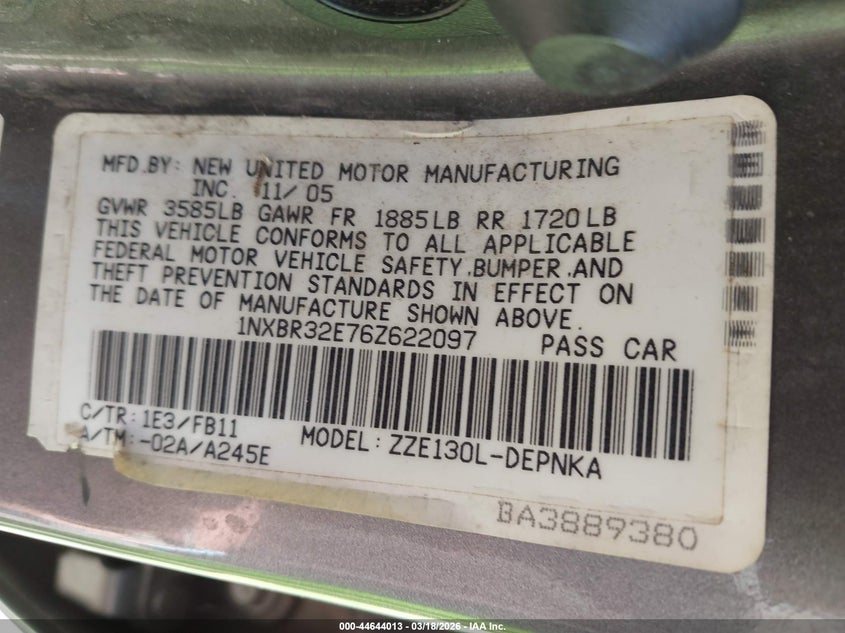 MFD.BY: NEW UNITED MOTOR MANUFACTURING
INC. 11/05
GVWR 3585LB GAWR FR 1885LB RR 1720LB
THIS VEHICLE CONFORMS TO ALL APPLICABLE
FEDERAL MOTOR VEHICLE SAFETY,BUMPER,AND
THEFT PREVENTION STANDARDS IN EFFECT ON
THE DATE OF MANUFACTURE SHOWN ABOVE.
1NXBR32E76Z622097 PASS CAR
C/TR:1E3/FB11
A/TM:-02A/A245E MODEL:ZZE130L-DEPNKA
BA3889380
000-44644013 - 03/18/2026 - IAA Inc.